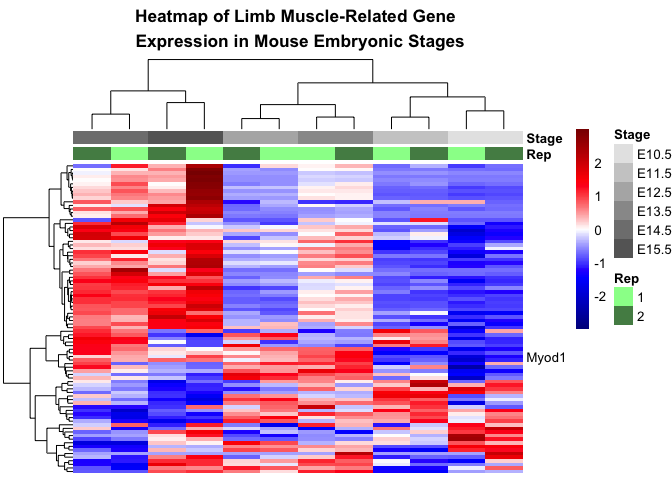 Heatmap of Limb Muscle-Related Gene
Expression in Mouse Embryonic Stages
Stage
Rep
Myod1
2
1
0
-1
-2
Stage
E10.5
E11.5
E12.5
E13.5
E14.5
E15.5
Rep
1
2